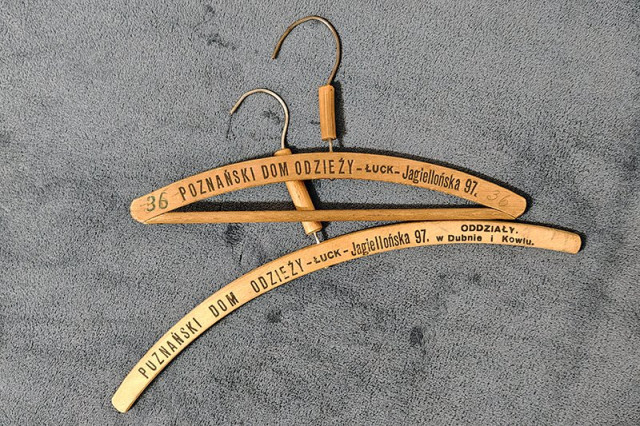 36 POZNAŃSKI DOM ODZIEŻY - ŁUCK - Jagiellońska 97. 36
POZNAŃSKI DOM ODZIEŻY - ŁUCK - Jagiellońska 97. ODDZIAŁY.
w Dubnie i Kowlu.